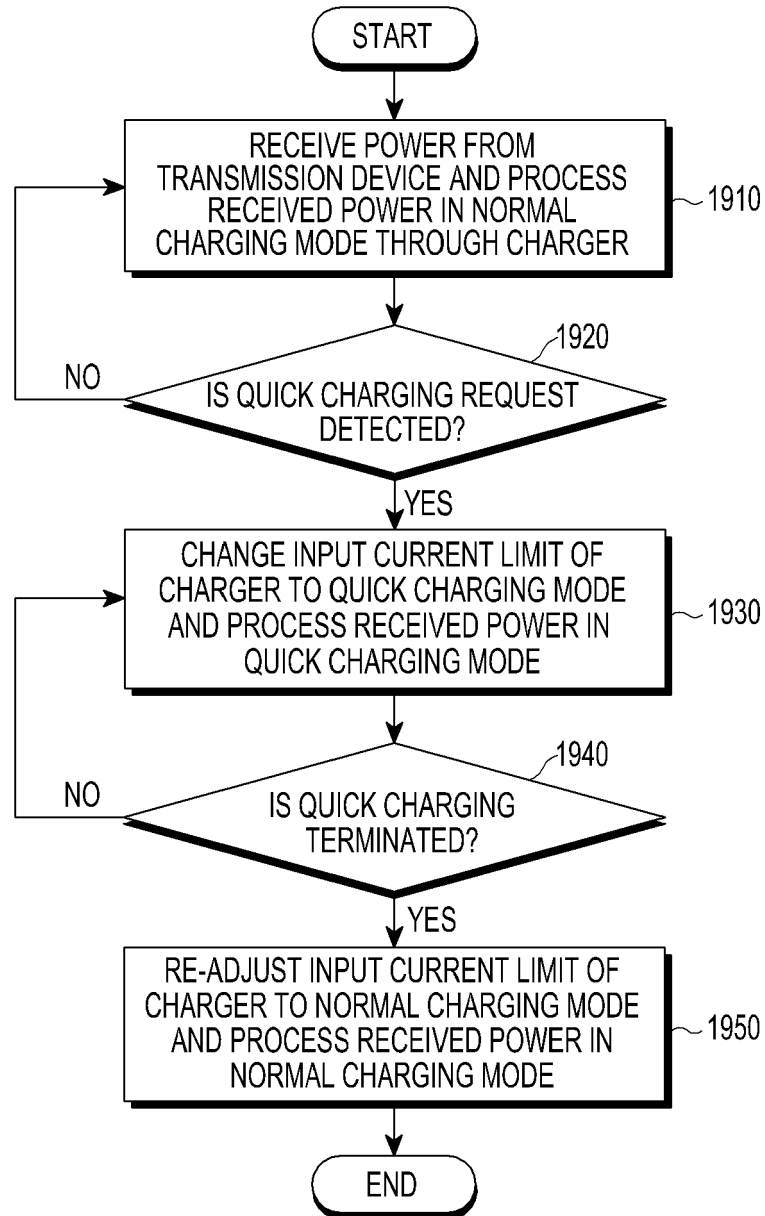 START
RECEIVE POWER FROM
TRANSMISSION DEVICE AND PROCESS
RECEIVED POWER IN NORMAL
CHARGING MODE THROUGH CHARGER
1910
1920
NO
IS QUICK CHARGING REQUEST
DETECTED?
YES
CHANGE INPUT CURRENT LIMIT OF
CHARGER TO QUICK CHARGING MODE
AND PROCESS RECEIVED POWER IN
QUICK CHARGING MODE
1930
1940
NO
IS QUICK CHARGING
TERMINATED?
YES
RE-ADJUST INPUT CURRENT LIMIT OF
CHARGER TO NORMAL CHARGING MODE
AND PROCESS RECEIVED POWER IN
NORMAL CHARGING MODE
1950
END